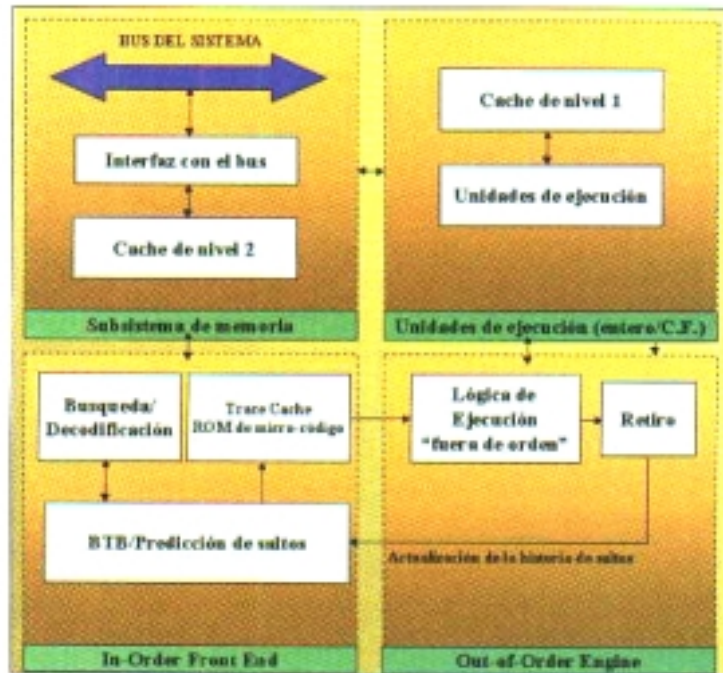 BUS DEL SISTEMA
Interfaz con el bus
Cache de nivel 2
Subsistema de memoria
Cache de nivel 1
Unidades de ejecución
Unidades de ejecución (entero/C.F.)
Busqueda/
Decodificación
Trace Cache
ROM de micro-código
BTB/Predicción de saltos
In-Order Front End
Lógica de
Ejecución
"fuera de orden"
Retiro
Actualización de la historia de saltos
Out-of-Order Engine